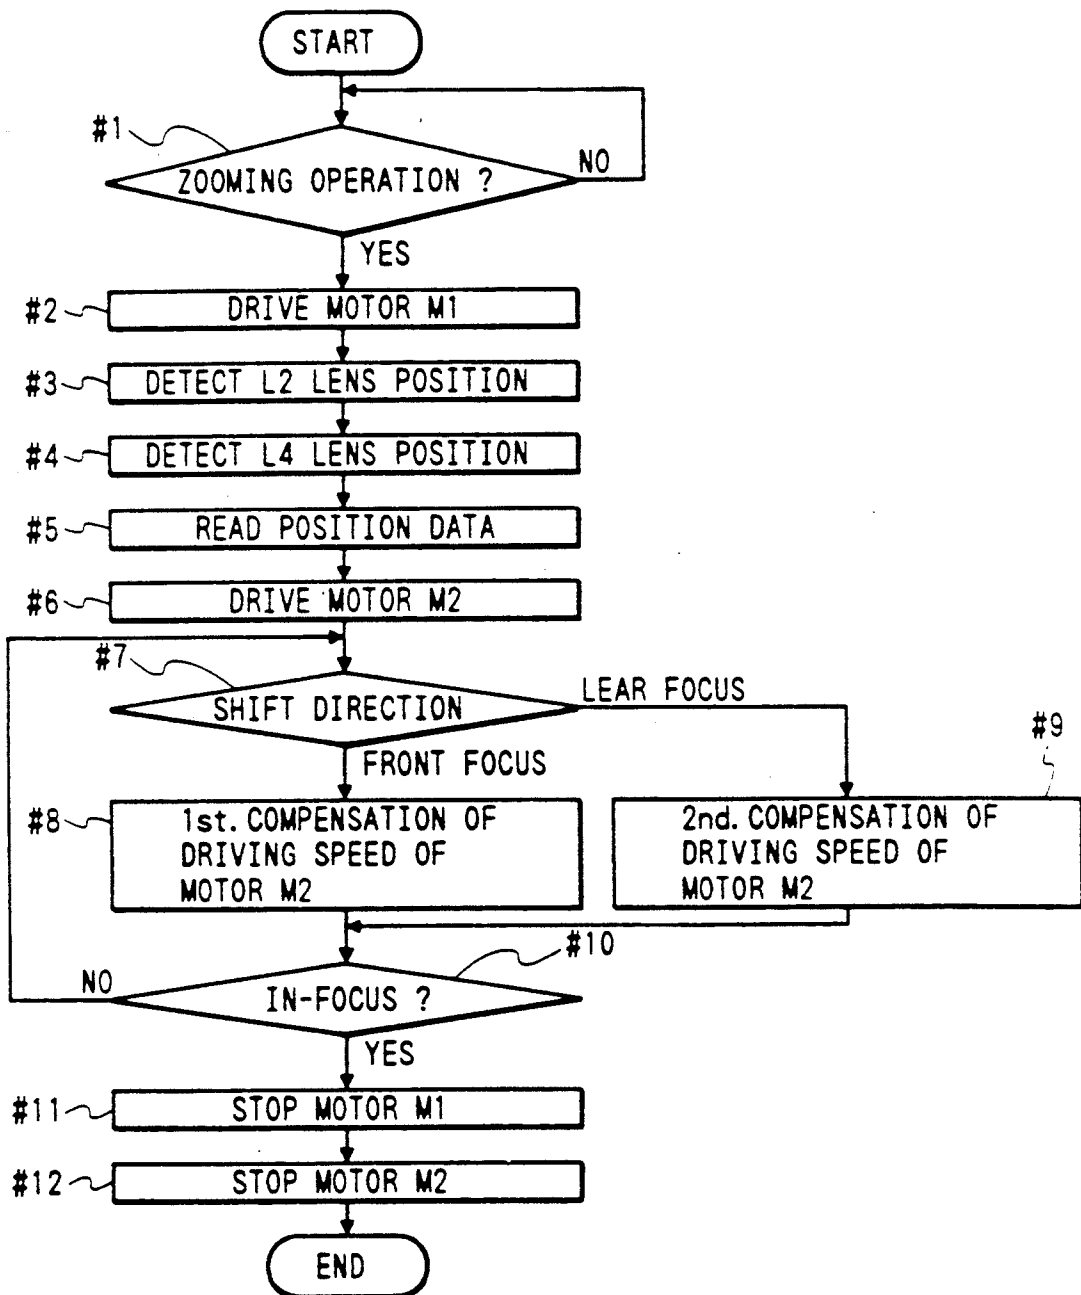 START
#1
ZOOMING OPERATION ?
NO
YES
#2
DRIVE MOTOR M1
#3
DETECT L2 LENS POSITION
#4
DETECT L4 LENS POSITION
#5
READ POSITION DATA
#6
DRIVE MOTOR M2
#7
SHIFT DIRECTION
LEAR FOCUS
FRONT FOCUS
#8
1st. COMPENSATION OF
DRIVING SPEED OF
MOTOR M2
#9
2nd. COMPENSATION OF
DRIVING SPEED OF
MOTOR M2
#10
IN-FOCUS ?
NO
YES
#11
STOP MOTOR M1
#12
STOP MOTOR M2
END